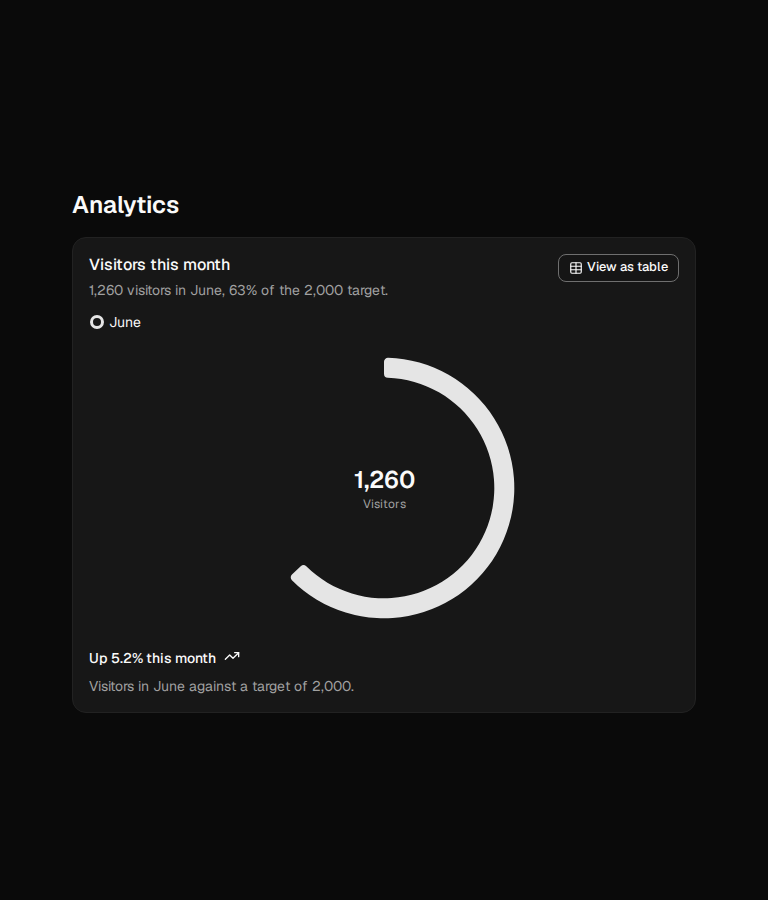 Analytics
Visitors this month
View as table
1,260 visitors in June, 63% of the 2,000 target.
June
1,260
Visitors
Up 5.2% this month
Visitors in June against a target of 2,000.